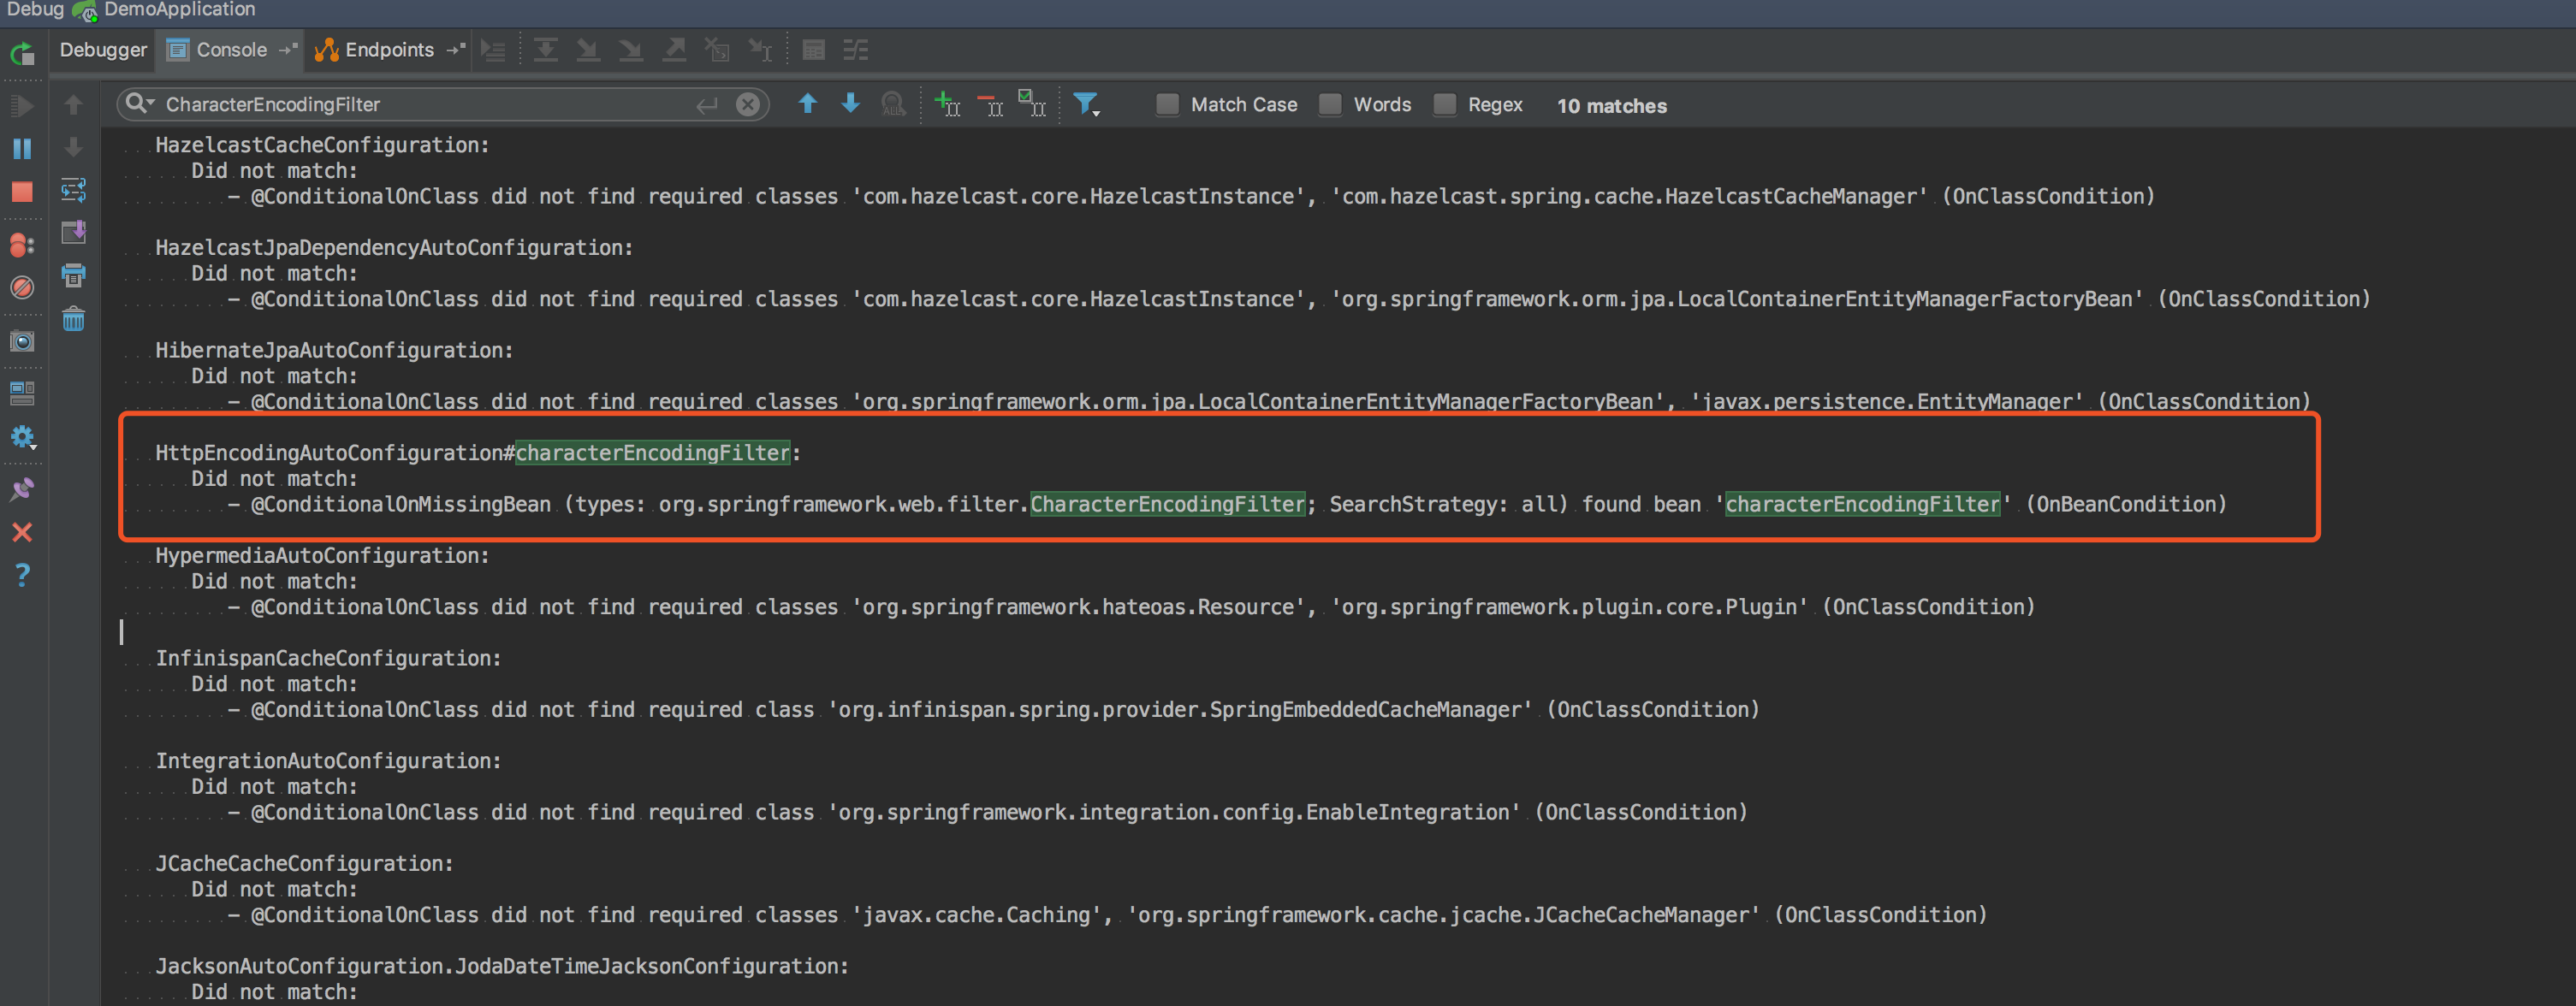 Debug DemoApplication
Debugger Console Endpoints
CharacterEncodingFilter Match Case Words Regex 10 matches
HazelcastCacheConfiguration:
Did not match:
- @ConditionalOnClass did not find required classes 'com.hazelcast.core.HazelcastInstance', 'com.hazelcast.spring.cache.HazelcastCacheManager' (OnClassCondition)
HazelcastJpaDependencyAutoConfiguration:
Did not match:
- @ConditionalOnClass did not find required classes 'com.hazelcast.core.HazelcastInstance', 'org.springframework.orm.jpa.LocalContainerEntityManagerFactoryBean' (OnClassCondition)
HibernateJpaAutoConfiguration:
Did not match:
- @ConditionalOnClass did not find required classes 'org.springframework.orm.jpa.LocalContainerEntityManagerFactoryBean', 'javax.persistence.EntityManager' (OnClassCondition)
HttpEncodingAutoConfiguration#characterEncodingFilter:
Did not match:
- @ConditionalOnMissingBean (types: org.springframework.web.filter.CharacterEncodingFilter; SearchStrategy: all) found bean 'characterEncodingFilter' (OnBeanCondition)
HypermediaAutoConfiguration:
Did not match:
- @ConditionalOnClass did not find required classes 'org.springframework.hateoas.Resource', 'org.springframework.plugin.core.Plugin' (OnClassCondition)
InfinispanCacheConfiguration:
Did not match:
- @ConditionalOnClass did not find required class 'org.infinispan.spring.provider.SpringEmbeddedCacheManager' (OnClassCondition)
IntegrationAutoConfiguration:
Did not match:
- @ConditionalOnClass did not find required class 'org.springframework.integration.config.EnableIntegration' (OnClassCondition)
JCacheCacheConfiguration:
Did not match:
- @ConditionalOnClass did not find required classes 'javax.cache.Caching', 'org.springframework.cache.jcache.JCacheCacheManager' (OnClassCondition)
JacksonAutoConfiguration.JodaDateTimeJacksonConfiguration:
Did not match: